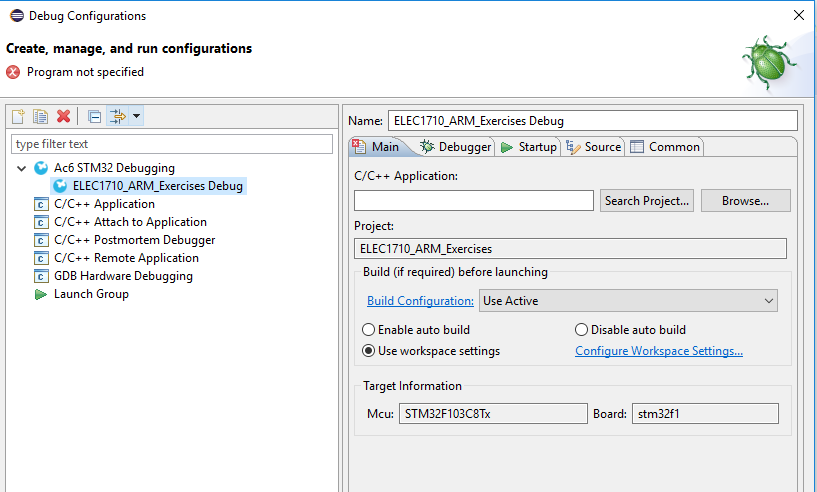 Debug Configurations
Create, manage, and run configurations
Program not specified
type filter text
Ac6 STM32 Debugging
ELEC1710_ARM_Exercises Debug
C/C++ Application
C/C++ Attach to Application
C/C++ Postmortem Debugger
C/C++ Remote Application
GDB Hardware Debugging
Launch Group
Name: ELEC1710_ARM_Exercises Debug
Main Debugger Startup Source Common
C/C++ Application:
Search Project... Browse...
Project:
ELEC1710_ARM_Exercises
Build (if required) before launching
Build Configuration: Use Active
Enable auto build Disable auto build
Use workspace settings Configure Workspace Settings...
Target Information
Mcu: STM32F103C8Tx Board: stm32f1